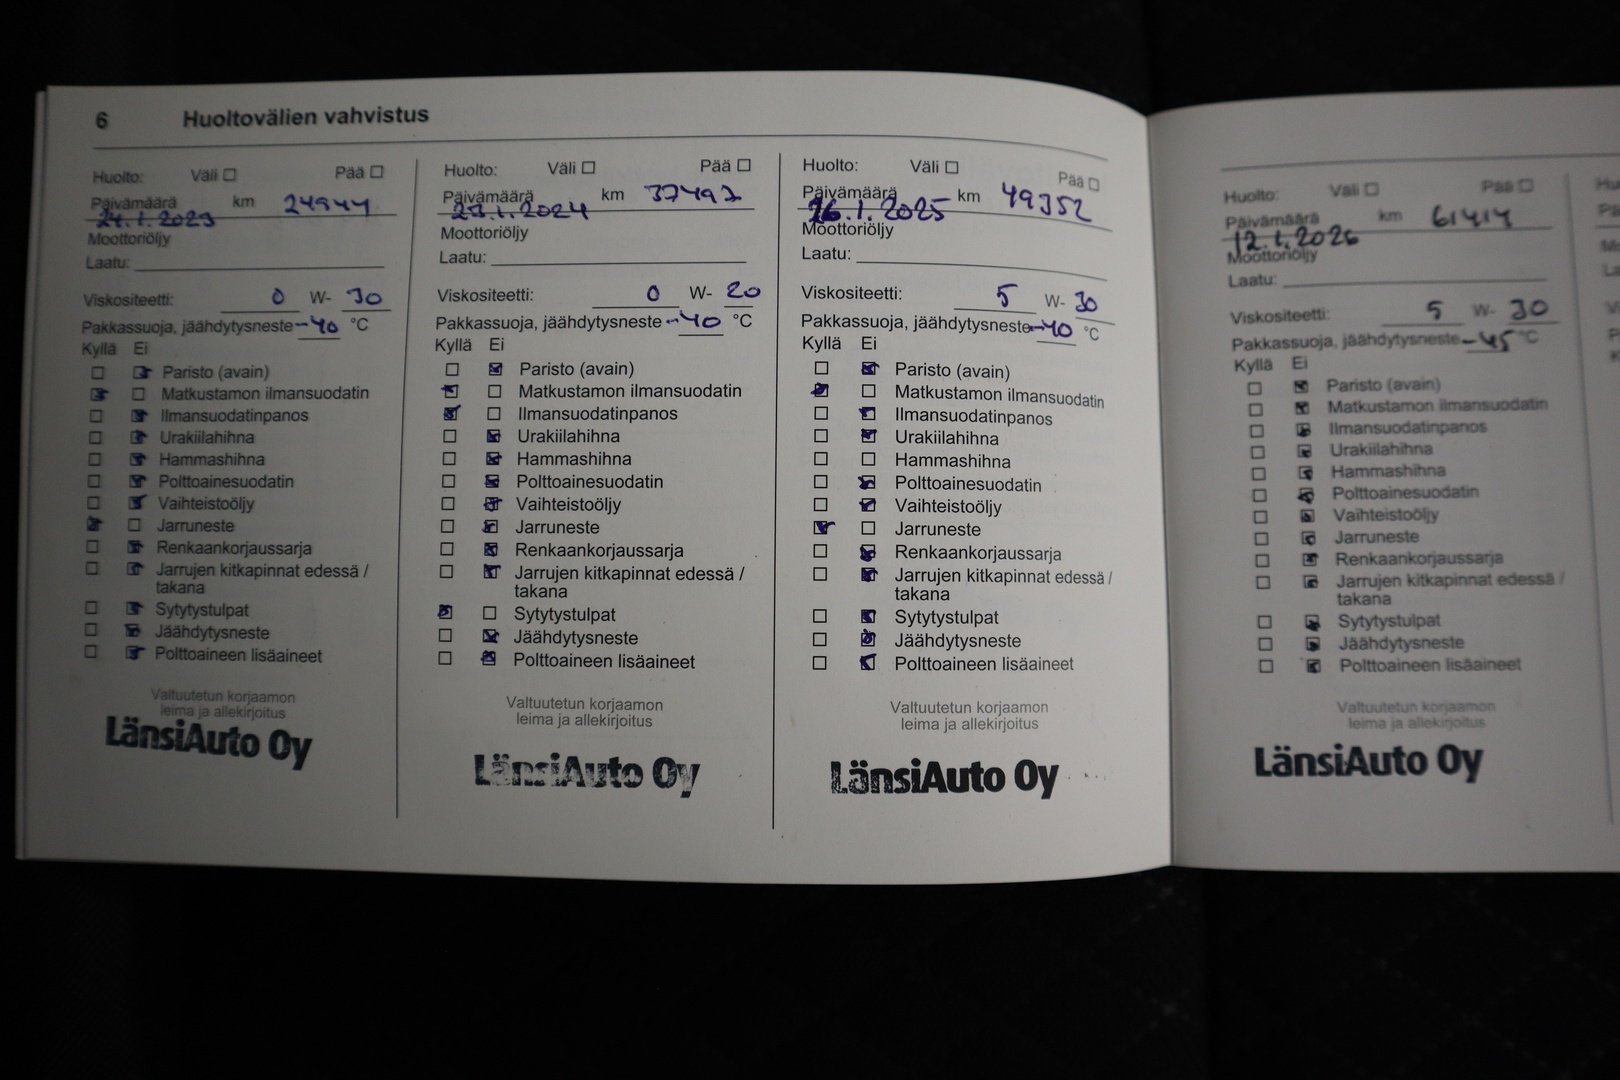 6 Huoltovälien vahvistus
Huolto: Väli Pää
Päivämäärä km 24944
24.1.2023
Moottoriöljy
Laatu:
Viskositeetti: 0 W- 30
Pakkassuoja, jäähdytysneste -40 °C
Kyllä Ei
Paristo (avain)
Matkustamon ilmansuodatin
Ilmansuodatinpanos
Urakiilahihna
Hammashihna
Polttoainesuodatin
Vaihteistoöljy
Jarruneste
Renkaankorjaussarja
Jarrujen kitkapinnat edessä /
takana
Sytytystulpat
Jäähdytysneste
Polttoaineen lisäaineet
Valtuutetun korjaamon
leima ja allekirjoitus
LänsiAuto Oy
Huolto: Väli Pää
Päivämäärä km 37492
.1.2024
Moottoriöljy
Laatu:
Viskositeetti: 0 W- 20
Pakkassuoja, jäähdytysneste -40 °C
Kyllä Ei
Paristo (avain)
Matkustamon ilmansuodatin
Ilmansuodatinpanos
Urakiilahihna
Hammashihna
Polttoainesuodatin
Vaihteistoöljy
Jarruneste
Renkaankorjaussarja
Jarrujen kitkapinnat edessä /
takana
Sytytystulpat
Jäähdytysneste
Polttoaineen lisäaineet
Valtuutetun korjaamon
leima ja allekirjoitus
LänsiAuto Oy
Huolto: Väli Pää
Päivämäärä km 49352
16.1.2025
Moottoriöljy
Laatu:
Viskositeetti: 5 W- 30
Pakkassuoja, jäähdytysneste -40 °C
Kyllä Ei
Paristo (avain)
Matkustamon ilmansuodatin
Ilmansuodatinpanos
Urakiilahihna
Hammashihna
Polttoainesuodatin
Vaihteistoöljy
Jarruneste
Renkaankorjaussarja
Jarrujen kitkapinnat edessä /
takana
Sytytystulpat
Jäähdytysneste
Polttoaineen lisäaineet
Valtuutetun korjaamon
leima ja allekirjoitus
LänsiAuto Oy
Huolto: Väli Pää
Päivämäärä km 61414
12.1.2026
Moottoriöljy
Laatu:
Viskositeetti: 5 W- 30
Pakkassuoja, jäähdytysneste -45 °C
Kyllä Ei
Paristo (avain)
Matkustamon ilmansuodatin
Ilmansuodatinpanos
Urakiilahihna
Hammashihna
Polttoainesuodatin
Vaihteistoöljy
Jarruneste
Renkaankorjaussarja
Jarrujen kitkapinnat edessä /
takana
Sytytystulpat
Jäähdytysneste
Polttoaineen lisäaineet
Valtuutetun korjaamon
leima ja allekirjoitus
LänsiAuto Oy